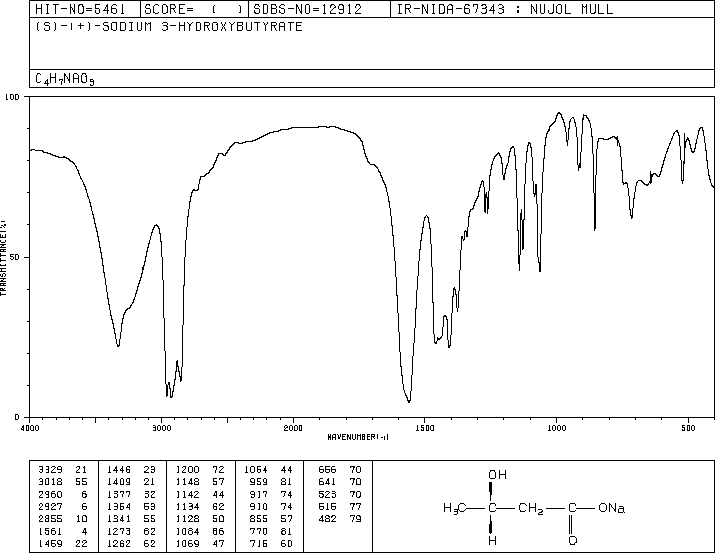 HIT-NO=5461 SCORE= ( ) SDBS-NO=12912 IR-NIDA-67343 : NUJOL MULL
(S)-(+)-SODIUM 3-HYDROXYBUTYRATE
C4H7NAO3
100
50
0
TRANSMITTANCE(%)
4000 3000 2000 1500 1000 500
WAVENUMBER(-1)
3329 21 1446 23 1200 72 1064 44 666 70
3018 55 1409 21 1148 57 959 81 641 70
2960 6 1377 32 1142 44 917 74 523 70
2927 6 1134 62 910 74 616 77
2855 10 1341 55 1128 50 855 57 482 79
1561 4 1273 62 1084 66 770 81
1459 22 1262 62 1069 47 716 60
OH
H3C C CH2 C ONa
H O